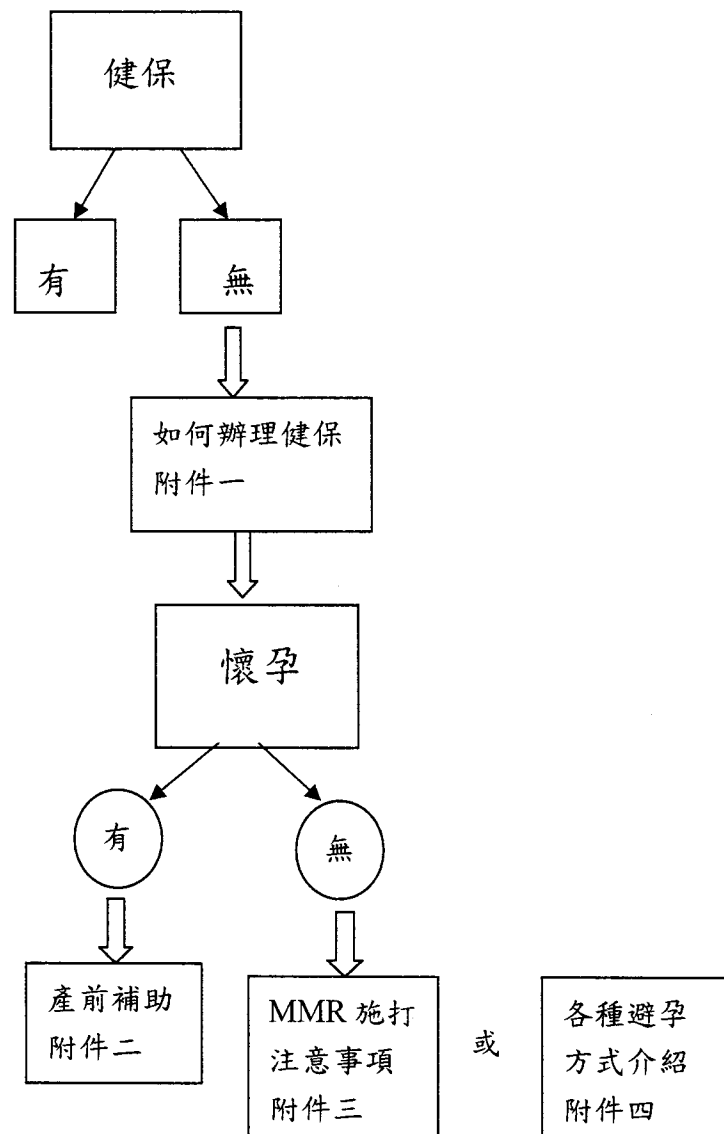 健保
有
無
如何辦理健保
附件一
懷孕
有
無
產前補助
附件二
MMR 施打
注意事項
附件三
或
各種避孕
方式介紹
附件四